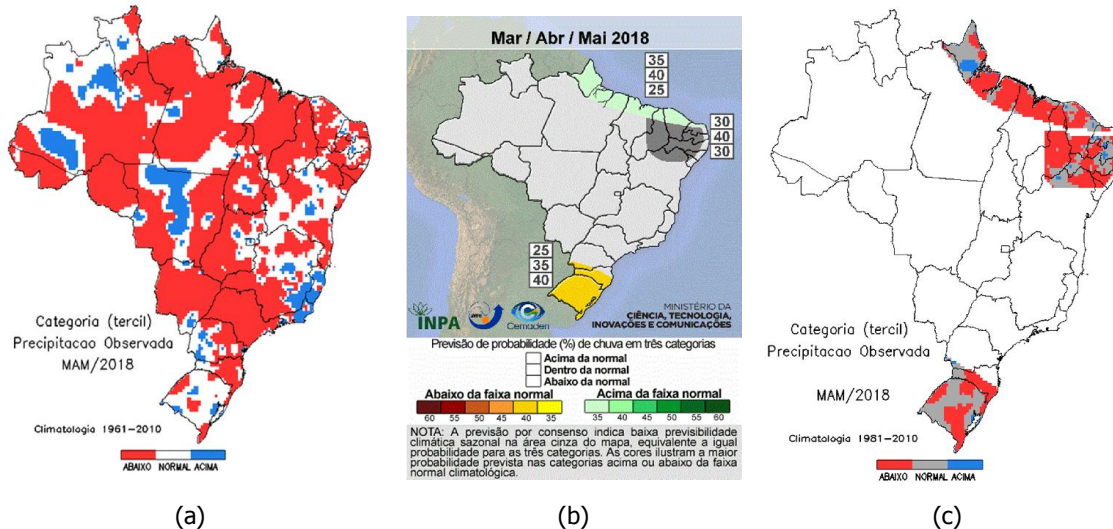 Categoria (tercil)
Precipitacao Observada
MAM/2018
Climatologia 1961-2010
ABAIXO NORMAL ACIMA
(a)
Mar / Abr / Mai 2018
35
40
25
30
40
30
25
35
40
INPA
Cemaden
MINISTÉRIO DA
CIÊNCIA, TECNOLOGIA,
INOVAÇÕES E COMUNICAÇÕES
Previsão de probabilidade (%) de chuva em três categorias
Acima da normal
Dentro da normal
Abaixo da normal
Abaixo da faixa normal
Acima da faixa normal
60 55 50 45 40 35
35 40 45 50 55 60
NOTA: A previsão por consenso indica baixa previsibilidade
climática sazonal na área cinza do mapa, equivalente a igual
probabilidade para as três categorias. As cores ilustram a maior
probabilidade prevista nas categorias acima ou abaixo da faixa
normal climatológica.
(b)
Categoria (tercil)
Precipitacao Observada
MAM/2018
Climatologia 1981-2010
ABAIXO NORMAL ACIMA
(c)